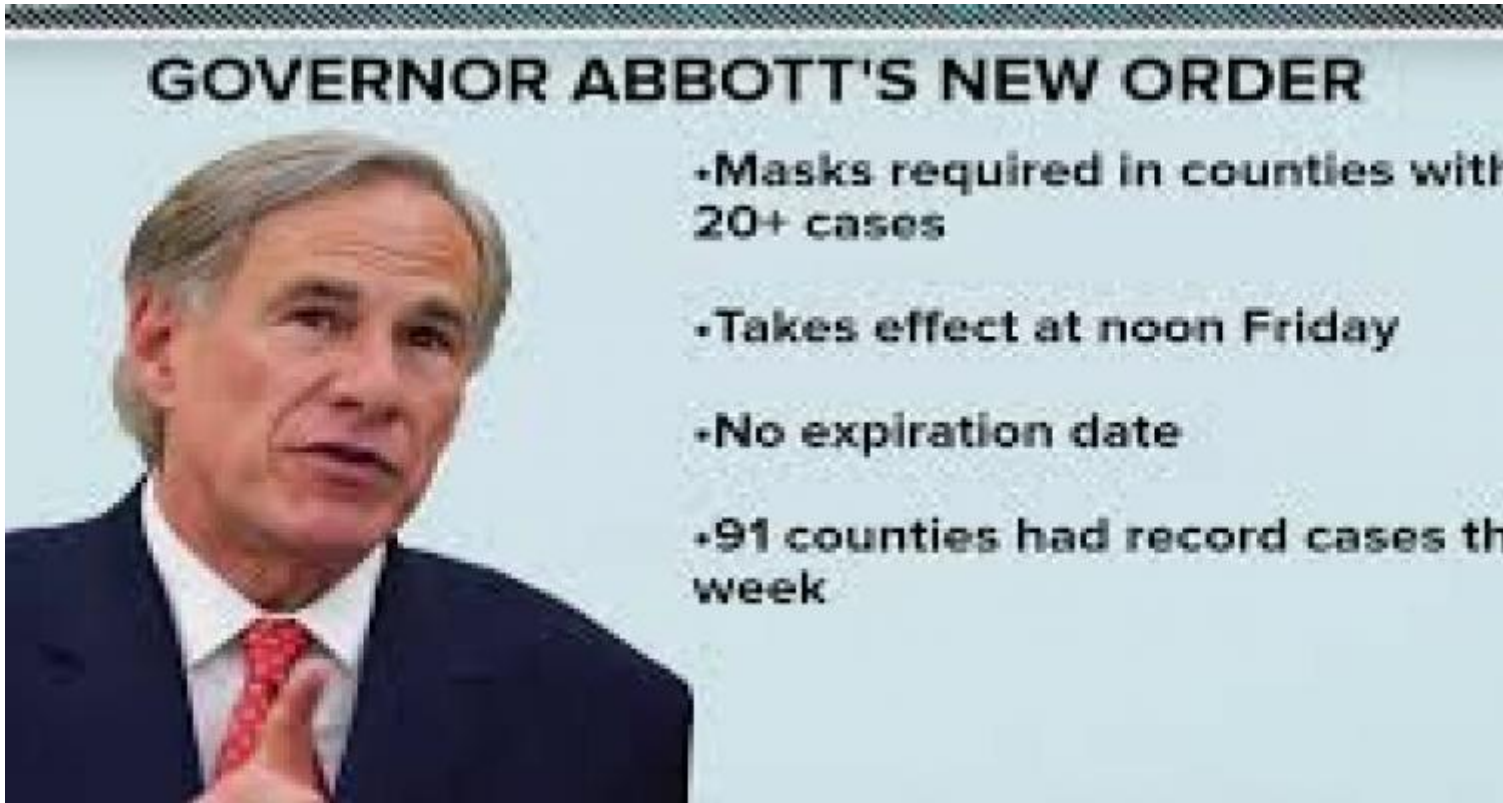 GOVERNOR ABBOTT'S NEW ORDER
•Masks required in counties with
20+ cases
•Takes effect at noon Friday
•No expiration date
•91 counties had record cases th
week